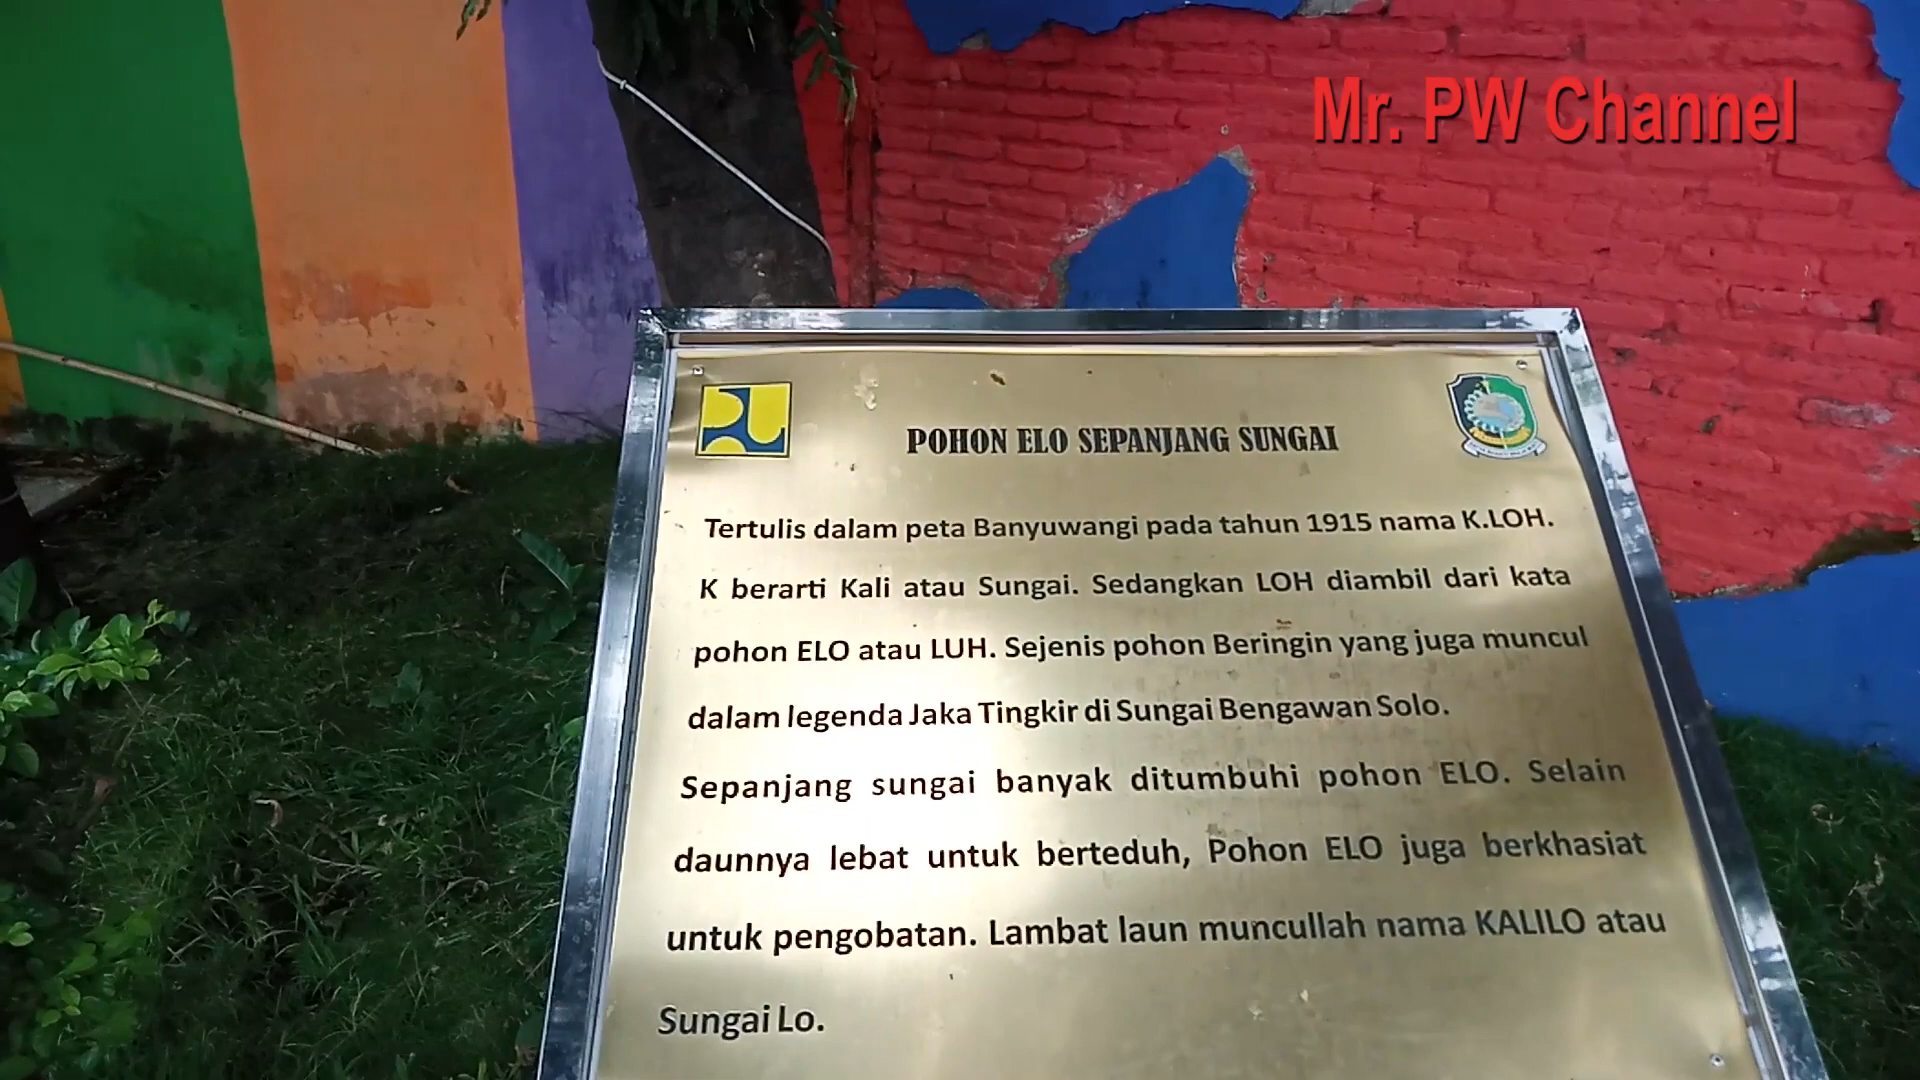 Mr. PW Channel
POHON ELO SEPANJANG SUNGAI
Tertulis dalam peta Banyuwangi pada tahun 1915 nama K.LOH.
K berarti Kali atau Sungai. Sedangkan LOH diambil dari kata
pohon ELO atau LUH. Sejenis pohon Beringin yang juga muncul
dalam legenda Jaka Tingkir di Sungai Bengawan Solo.
Sepanjang sungai banyak ditumbuhi pohon ELO. Selain
daunnya lebat untuk berteduh, Pohon ELO juga berkhasiat
untuk pengobatan. Lambat laun muncullah nama KALILO atau
Sungai Lo.